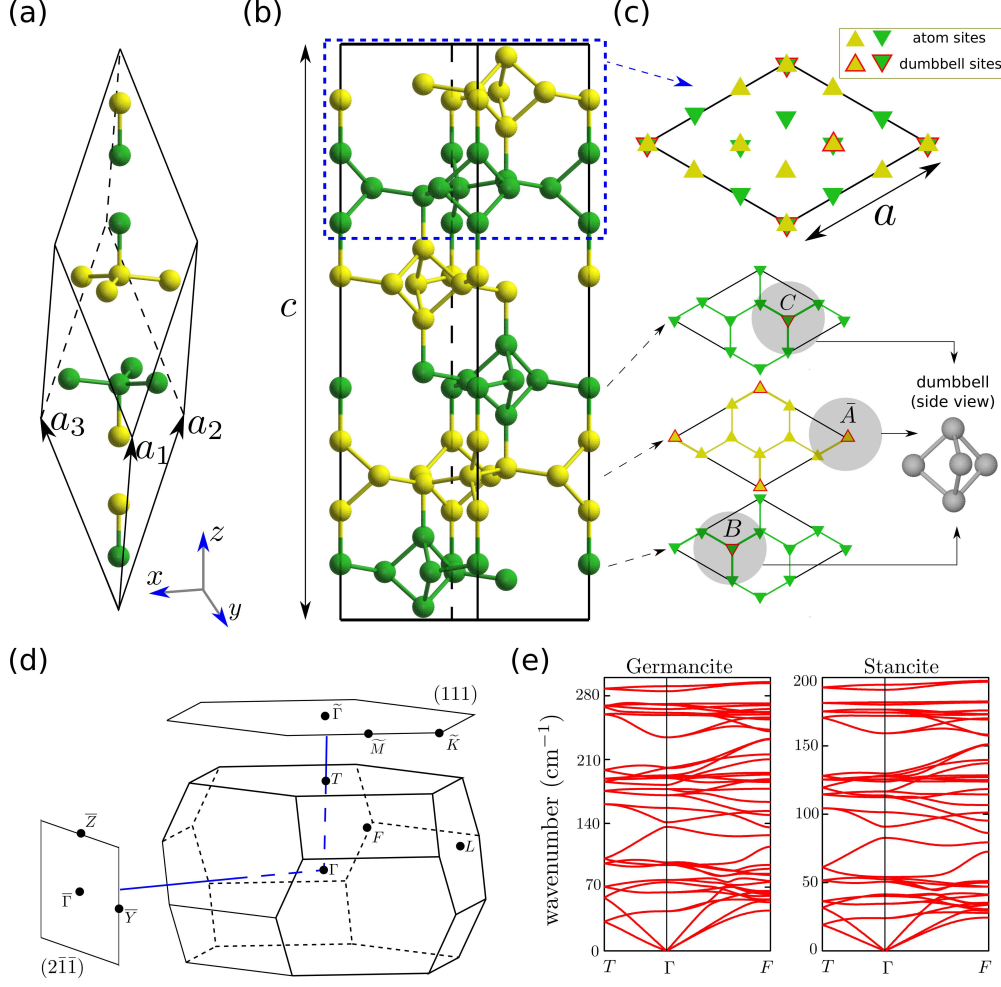 (a)
a₃
a₁
a₂
z
x
y
(b)
c
(c)
atom sites
dumbbell sites
a
C
Ā
B
dumbbell
(side view)
(d)
(111)
Γ̃
M̃
K̃
T
F
L
Γ
Z̅
Γ̅
Y̅
(21̅1̅)
(e)
Germancite
Stancite
wavenumber (cm⁻¹)
280
210
140
70
0
T
Γ
F
200
150
100
50
0
T
Γ
F